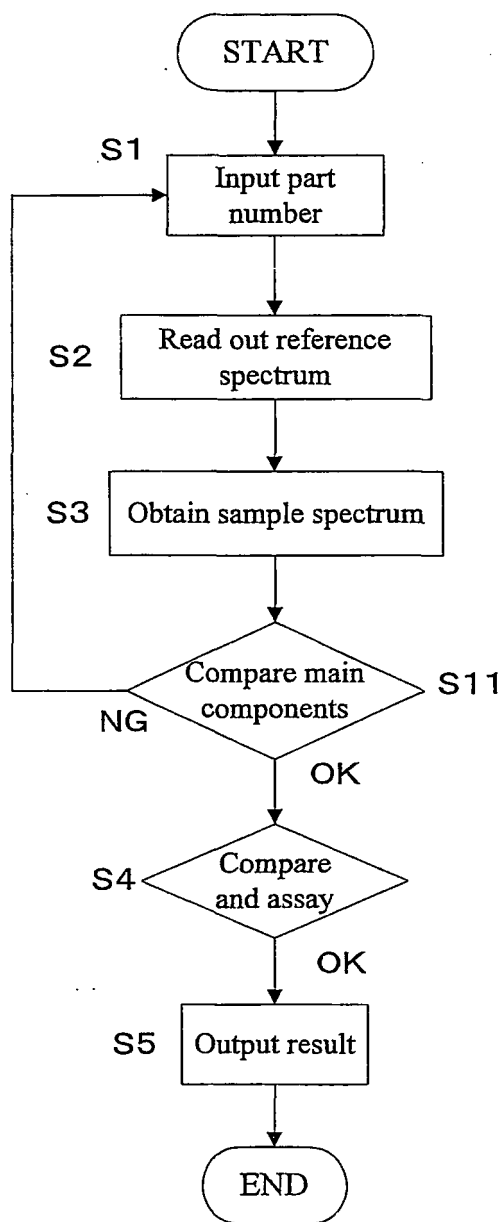 START
S1
Input part
number
S2
Read out reference
spectrum
S3
Obtain sample spectrum
Compare main
components
S11
NG
OK
S4
Compare
and assay
OK
S5
Output result
END